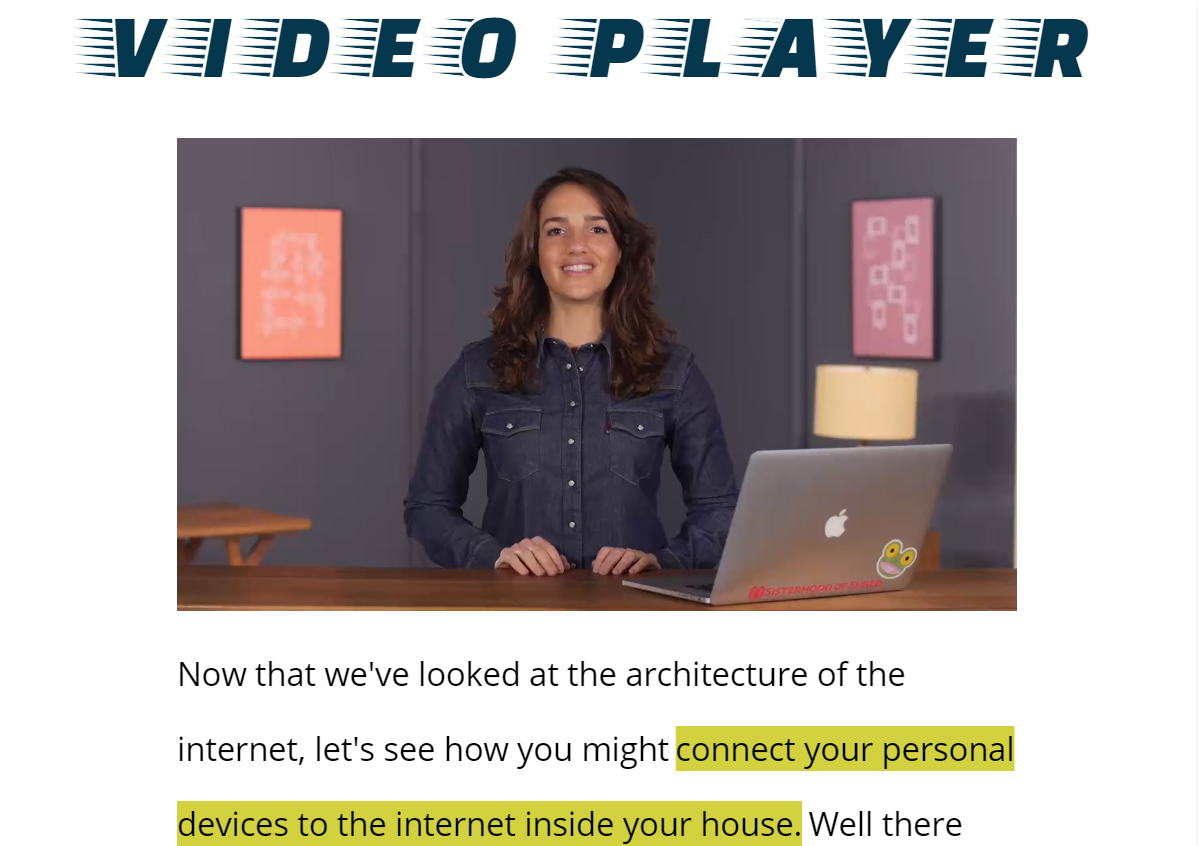 VIDEO PLAYER
SISTERHOOD OF SHRED
Now that we've looked at the architecture of the
internet, let's see how you might connect your personal
devices to the internet inside your house. Well there